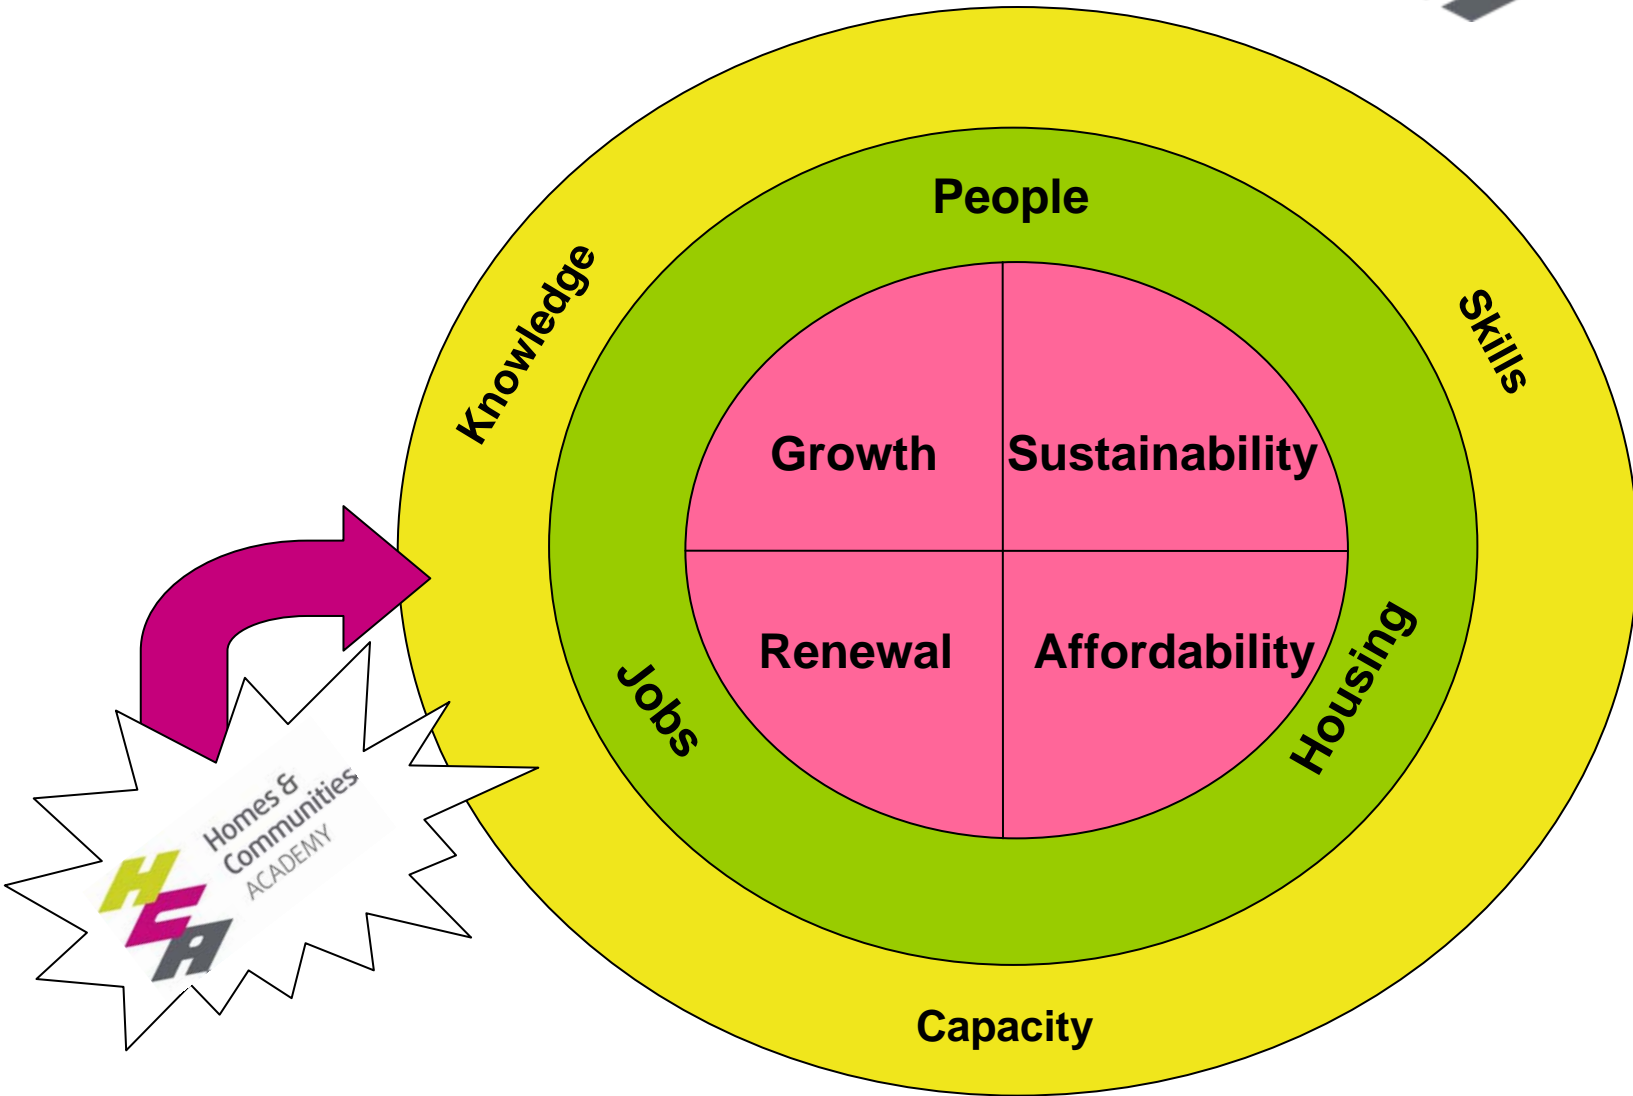 People
Knowledge
Skills
Growth
Sustainability
Renewal
Affordability
Jobs
Housing
Capacity
HCA
Homes &
Communities
ACADEMY